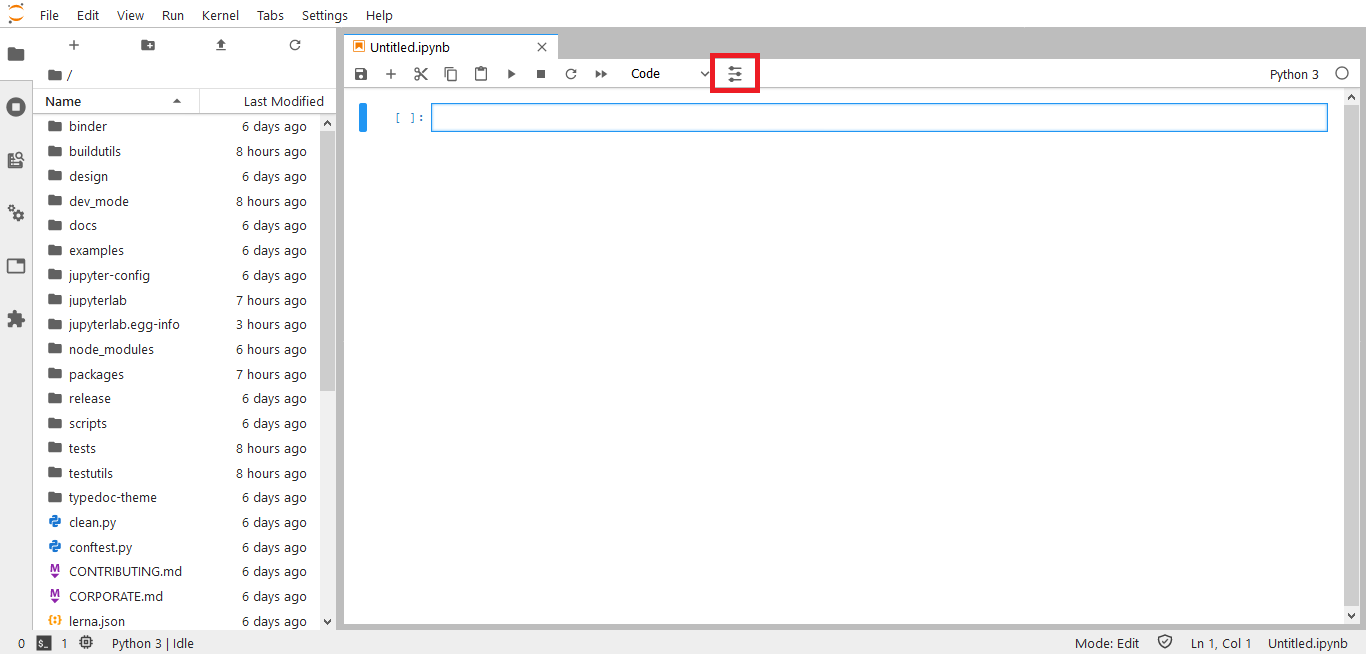 File Edit View Run Kernel Tabs Settings Help
Untitled.ipynb
/
Code
Python 3
Name Last Modified
[ ]:
binder 6 days ago
buildutils 8 hours ago
design 6 days ago
dev_mode 8 hours ago
docs 6 days ago
examples 6 days ago
jupyter-config 6 days ago
jupyterlab 7 hours ago
jupyterlab.egg-info 3 hours ago
node_modules 6 hours ago
packages 7 hours ago
release 6 days ago
scripts 6 days ago
tests 8 hours ago
testutils 8 hours ago
typedoc-theme 6 days ago
clean.py 6 days ago
conftest.py 6 days ago
M CONTRIBUTING.md 6 days ago
M CORPORATE.md 6 days ago
{:} lerna.json 6 days ago
0 $_ 1 Python 3 | Idle Mode: Edit Ln 1, Col 1 Untitled.ipynb